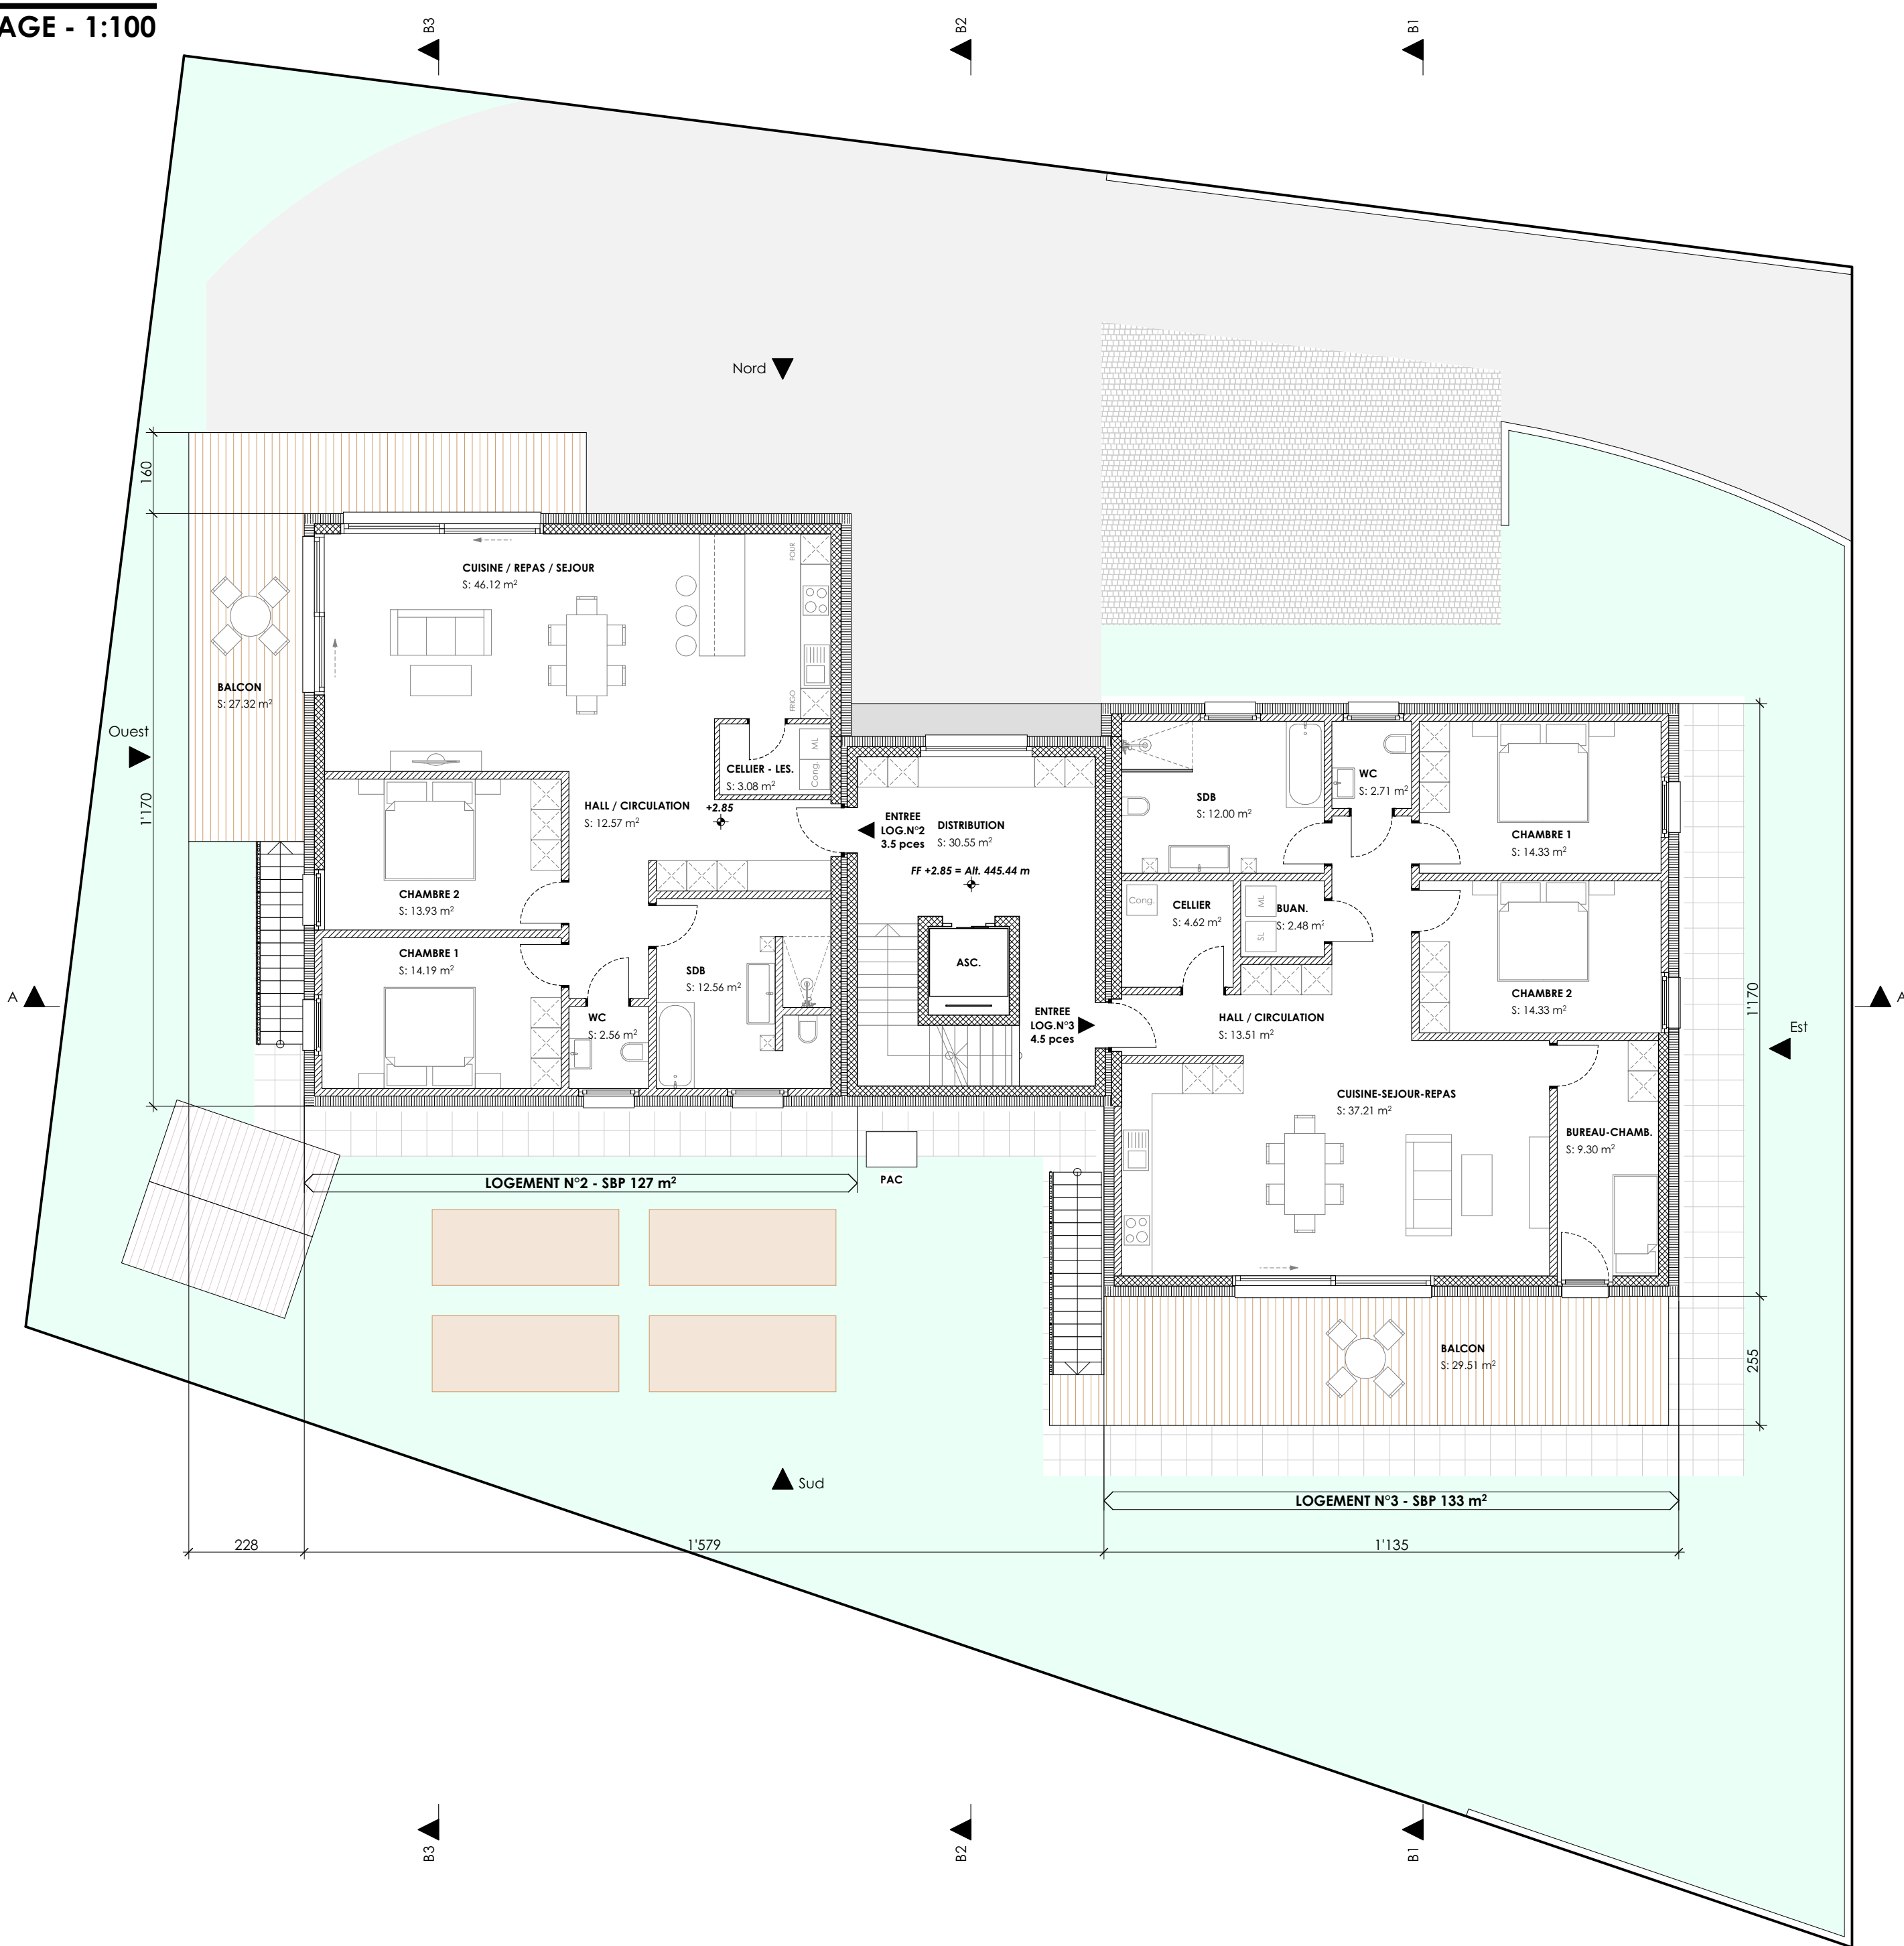 AGE - 1:100
B3
B2
B1
Nord
160
1'170
CUISINE / REPAS / SEJOUR
S: 46.12 m²
FOUR
FRIGO
BALCON
S: 27.32 m²
Ouest
CELLIER - LES.
S: 3.08 m²
ML
Cong.
HALL / CIRCULATION
S: 12.57 m²
+2.85
ENTREE
LOG.N°2
3.5 pces
DISTRIBUTION
S: 30.55 m²
FF +2.85 = Alt. 445.44 m
CHAMBRE 2
S: 13.93 m²
CHAMBRE 1
S: 14.19 m²
SDB
S: 12.56 m²
WC
S: 2.56 m²
ASC.
ENTREE
LOG.N°3
4.5 pces
SDB
S: 12.00 m²
WC
S: 2.71 m²
CHAMBRE 1
S: 14.33 m²
Cong.
CELLIER
S: 4.62 m²
ML
SL
BUAN.
S: 2.48 m²
CHAMBRE 2
S: 14.33 m²
HALL / CIRCULATION
S: 13.51 m²
A
A
1'170
Est
CUISINE-SEJOUR-REPAS
S: 37.21 m²
BUREAU-CHAMB.
S: 9.30 m²
LOGEMENT N°2 - SBP 127 m²
PAC
BALCON
S: 29.51 m²
255
Sud
LOGEMENT N°3 - SBP 133 m²
228
1'579
1'135
B3
B2
B1